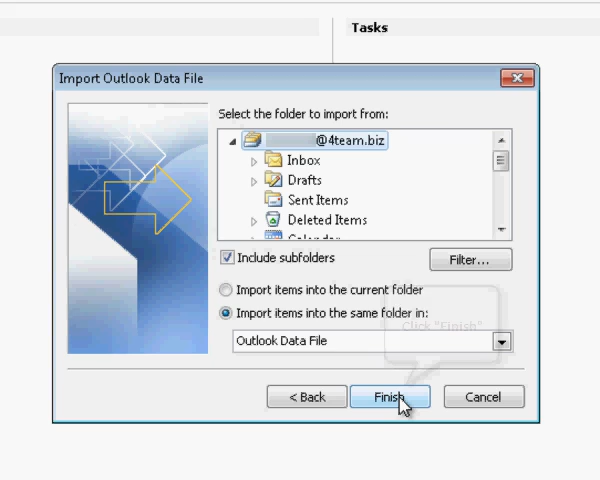 Tasks
Import Outlook Data File
Select the folder to import from:
@4team.biz
Inbox
Drafts
Sent Items
Deleted Items
Calendar
Include subfolders
Filter...
Import items into the current folder
Import items into the same folder in:
Click "Finish"
Outlook Data File
< Back
Finish
Cancel